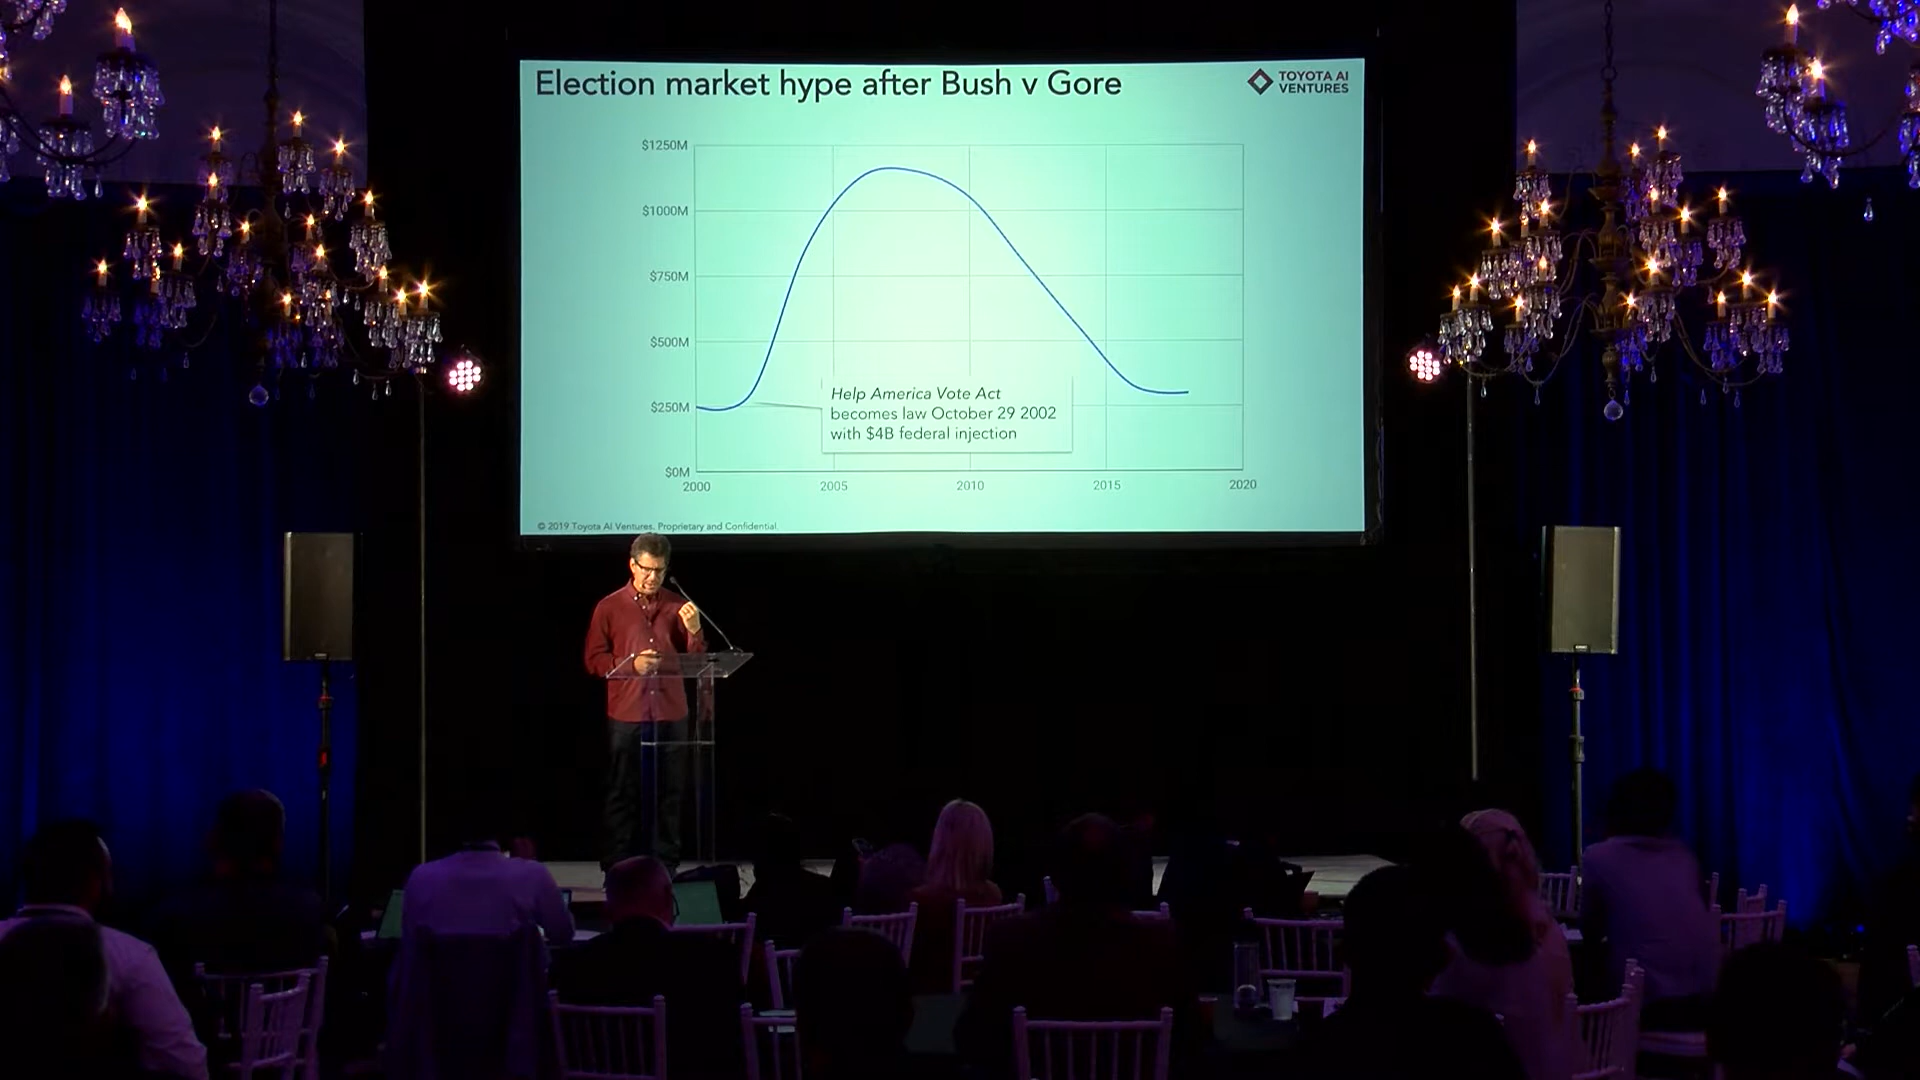 Election market hype after Bush v Gore
TOYOTA AI
VENTURES
$1250M
$1000M
$750M
$500M
$250M
$0M
Help America Vote Act
becomes law October 29 2002
with $4B federal injection
2000
2005
2010
2015
2020
© 2019 Toyota AI Ventures. Proprietary and Confidential.